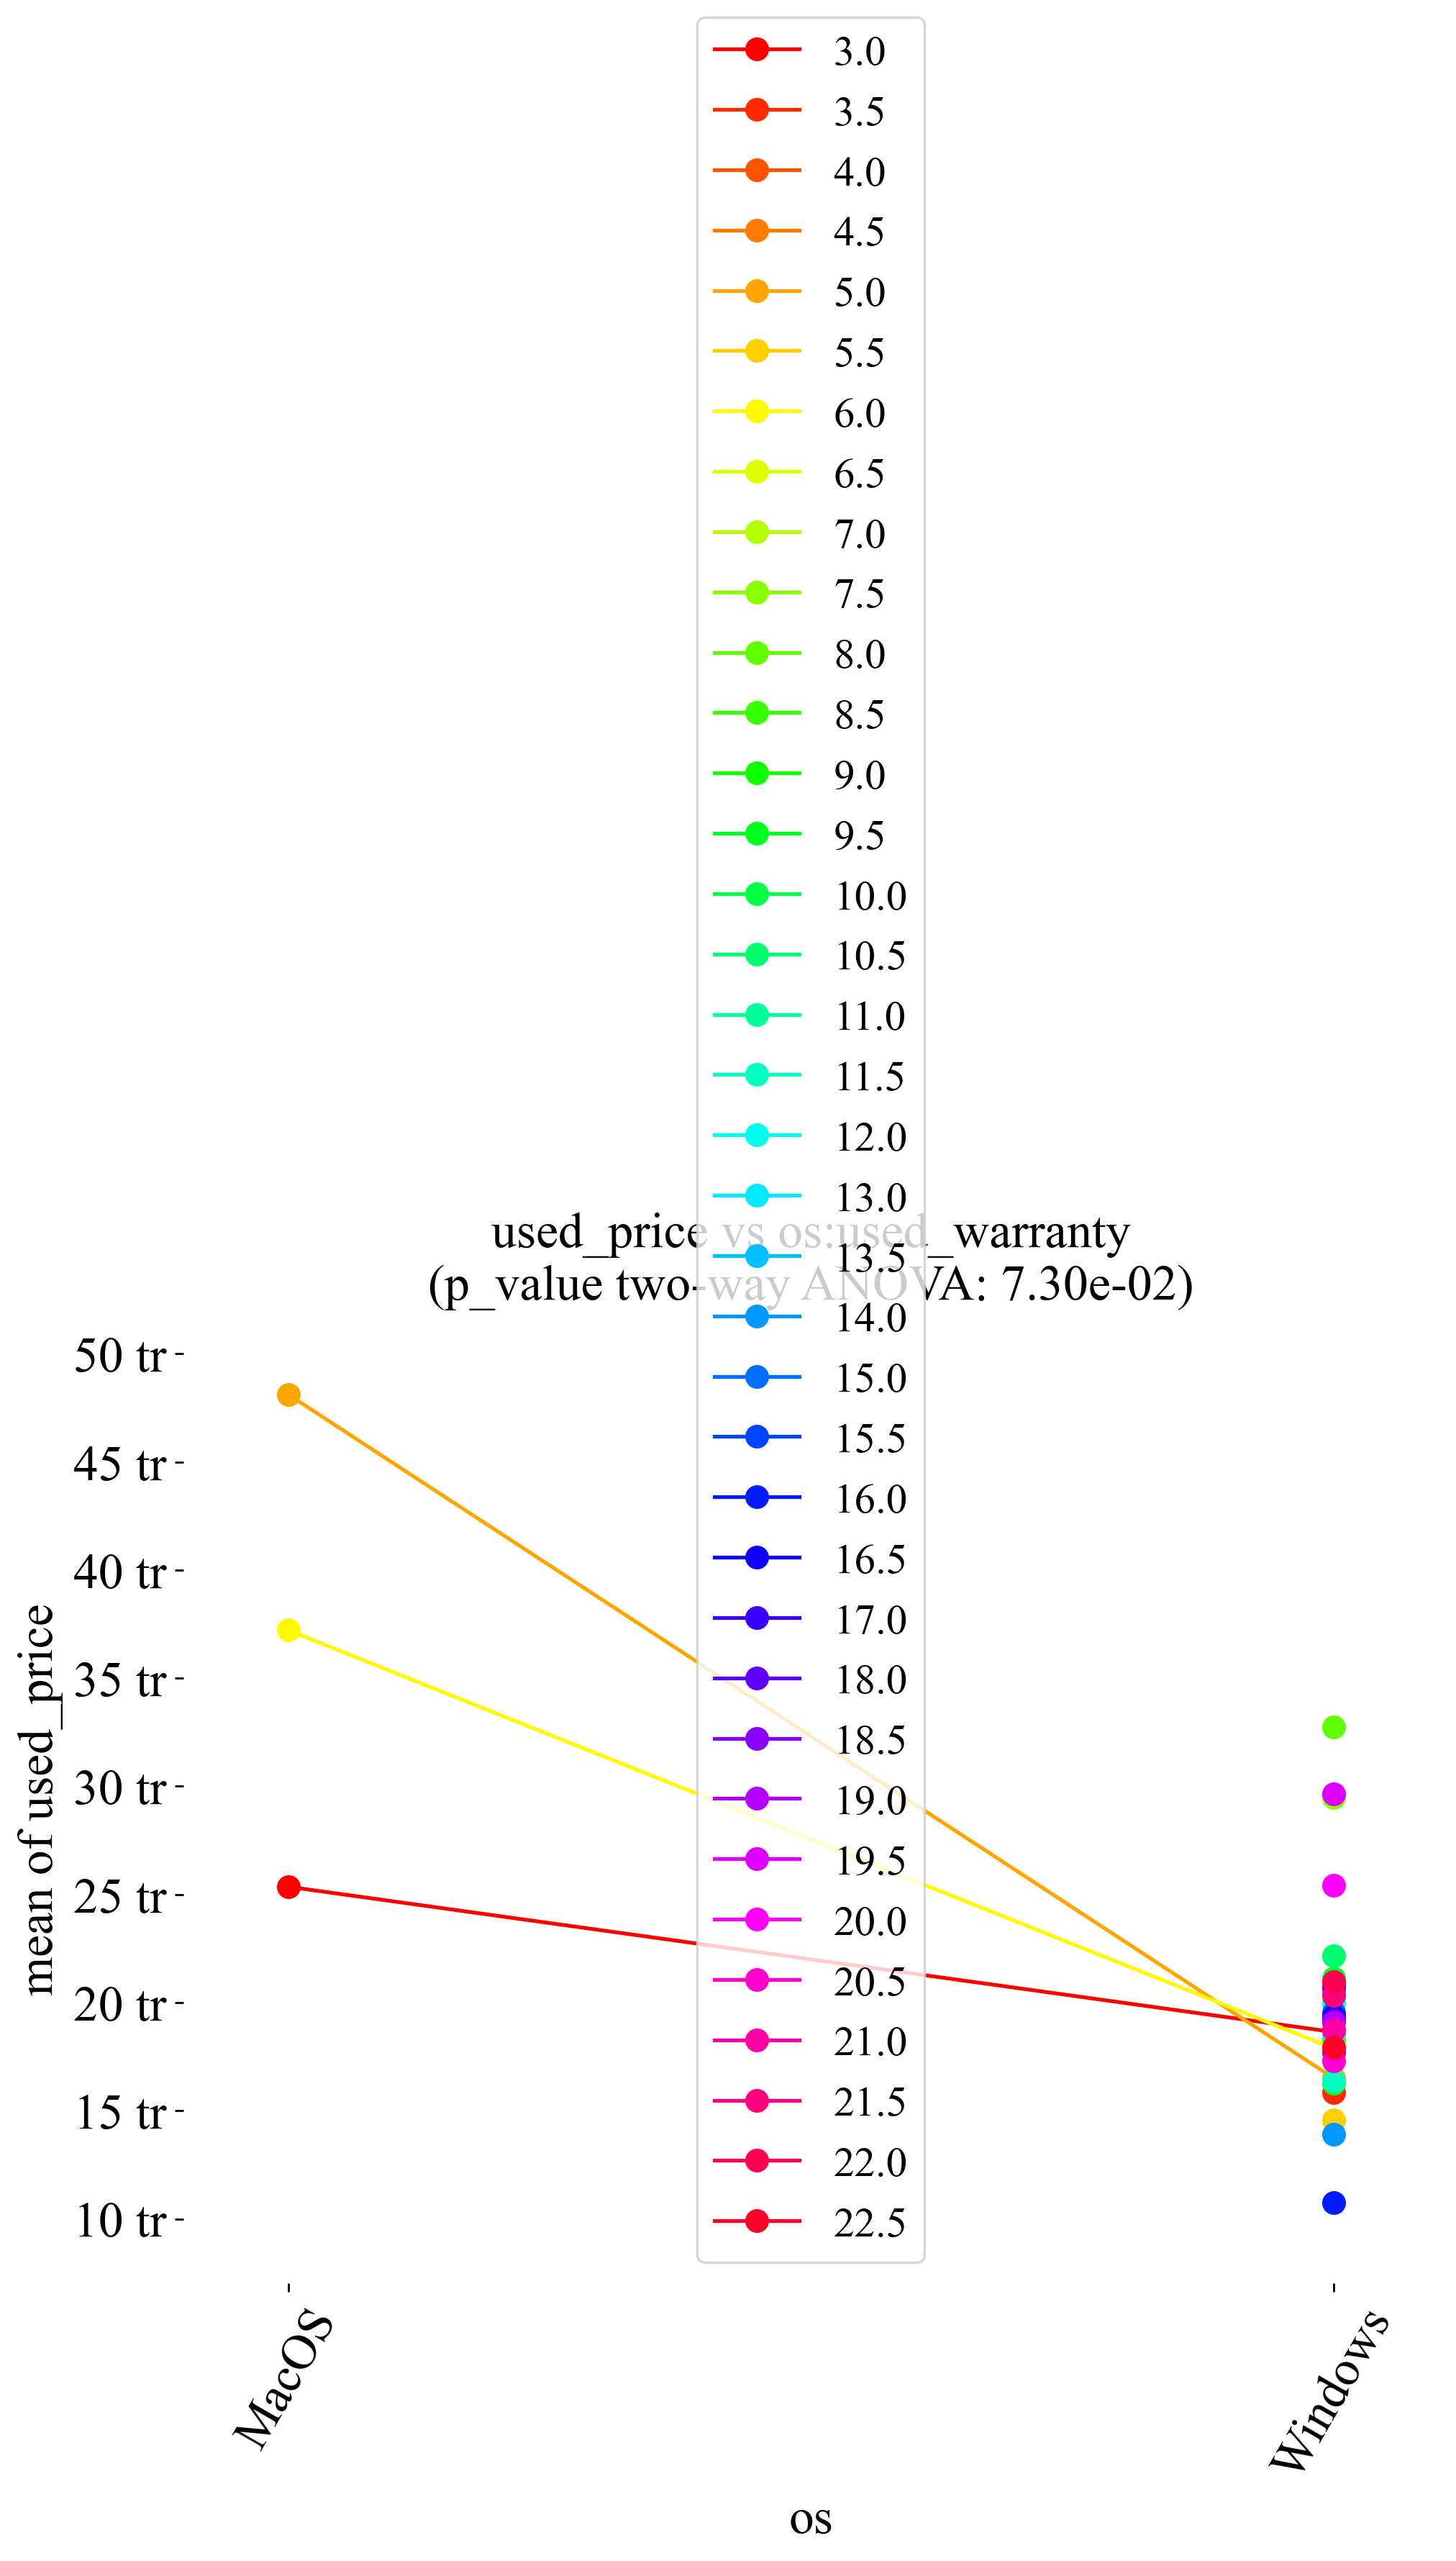 3.0
3.5
4.0
4.5
5.0
5.5
6.0
6.5
7.0
7.5
8.0
8.5
9.0
9.5
10.0
10.5
11.0
11.5
12.0
13.0
13.5
14.0
15.0
15.5
16.0
16.5
17.0
18.0
18.5
19.0
19.5
20.0
20.5
21.0
21.5
22.0
22.5
used_price vs os:used_warranty
(p_value two-way ANOVA: 7.30e-02)
50 tr
45 tr
40 tr
35 tr
30 tr
25 tr
20 tr
15 tr
10 tr
mean of used_price
MacOS
Windows
os